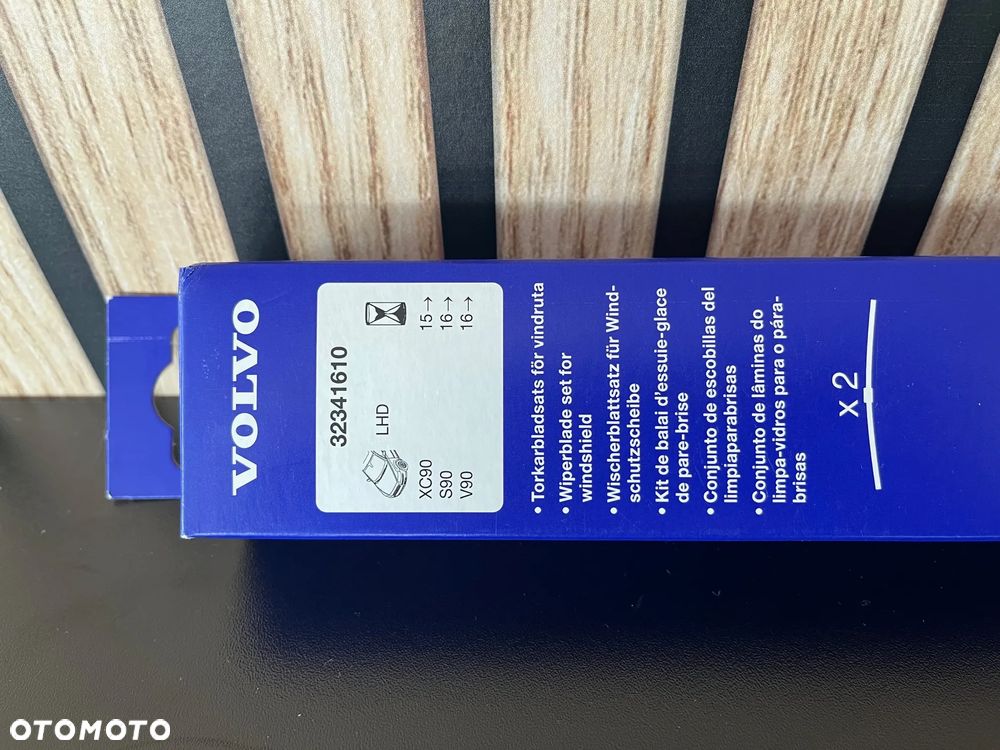 VOLVO
32341610
LHD
XC90 15→
S90 16→
V90 16→
• Torkarbladsats för vindruta
• Wiperblade set for
windshield
• Wischerblattsatz für Wind-
schutzscheibe
• Kit de balai d'essuie-glace
de pare-brise
• Conjunto de escobillas del
limpiaparabrisas
• Conjunto de lâminas do
limpa-vidros para o pára-
brisas
x 2
OTOMOTO